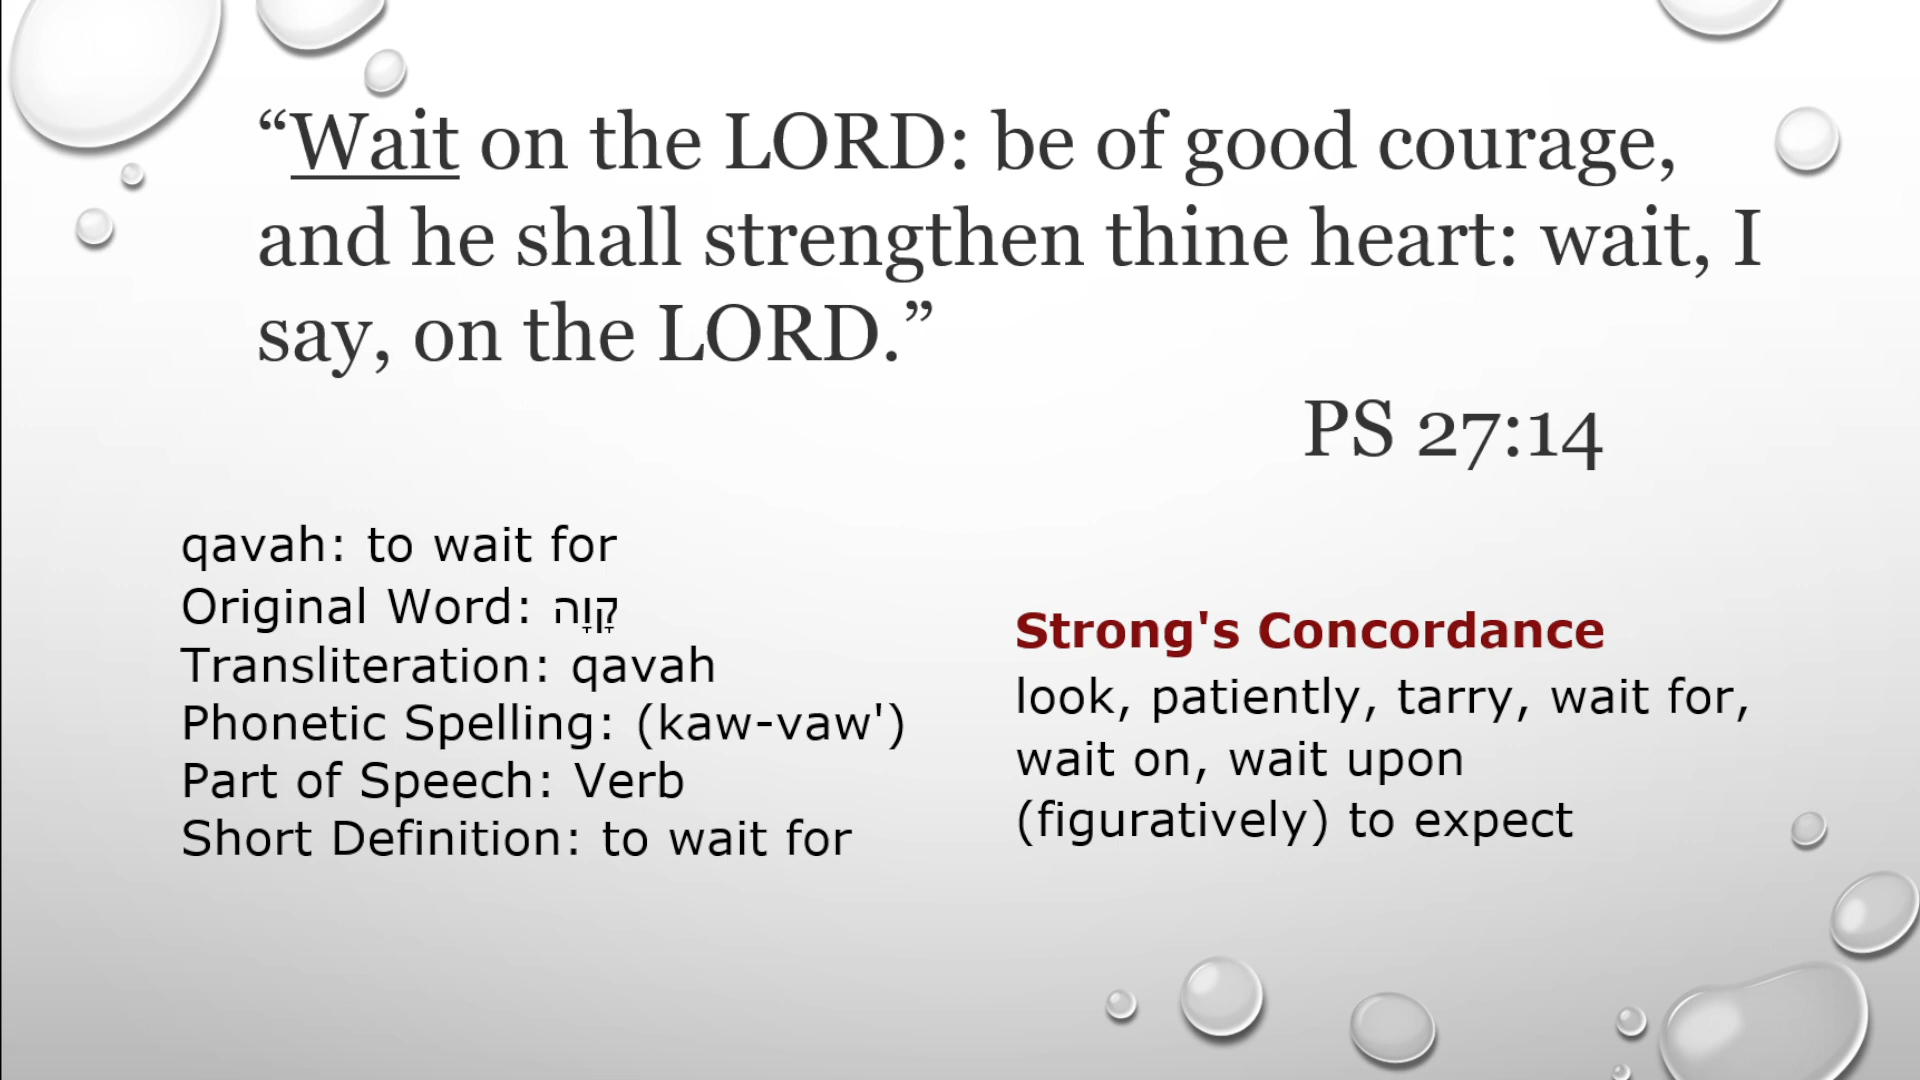 “Wait on the LORD: be of good courage,
and he shall strengthen thine heart: wait, I
say, on the LORD.”
PS 27:14
qavah: to wait for
Original Word: קָוָה
Transliteration: qavah
Phonetic Spelling: (kaw-vaw')
Part of Speech: Verb
Short Definition: to wait for
Strong's Concordance
look, patiently, tarry, wait for,
wait on, wait upon
(figuratively) to expect